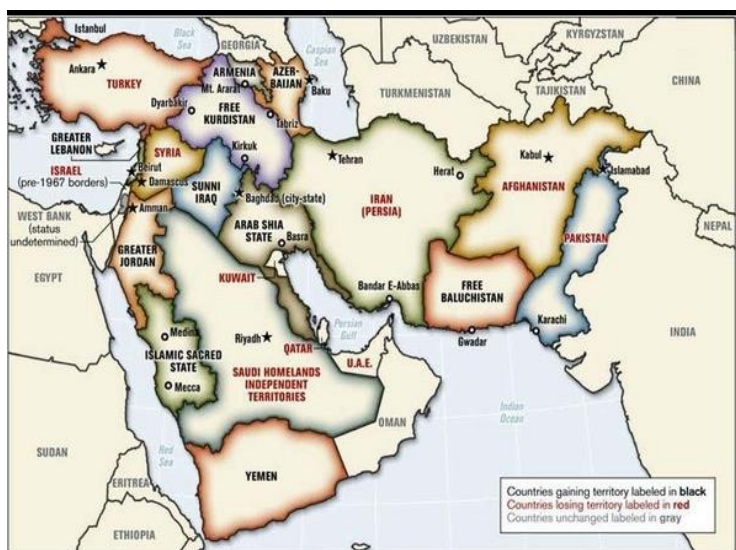 Istanbul
Black
Sea
GEORGIA
Caspian
Sea
UZBEKISTAN
KYRGYZSTAN
Ankara
TURKEY
ARMENIA
Mt. Ararat
AZER-
BAIJAN
Baku
TURKMENISTAN
TAJIKISTAN
CHINA
Dyarbakir
FREE
KURDISTAN
Tabriz
GREATER
LEBANON
ISRAEL
(pre-1967 borders)
SYRIA
Beirut
Damascus
Kirkuk
SUNNI
IRAQ
Baghdad (city-state)
Tehran
Herat
Kabul
Islamabad
IRAN
(PERSIA)
AFGHANISTAN
PAKISTAN
WEST BANK
(status
undetermined)
Amman
ARAB SHIA
STATE
Basra
NEPAL
EGYPT
GREATER
JORDAN
KUWAIT
Bandar E-Abbas
FREE
BALUCHISTAN
Karachi
Gwadar
INDIA
Persian
Gulf
Medina
ISLAMIC SACRED
STATE
Mecca
Riyadh
QATAR
U.A.E.
SAUDI HOMELANDS
INDEPENDENT
TERRITORIES
OMAN
Indian
Ocean
SUDAN
Red
Sea
YEMEN
ERITREA
ETHIOPIA
Countries gaining territory labeled in black
Countries losing territory labeled in red
Countries unchanged labeled in gray